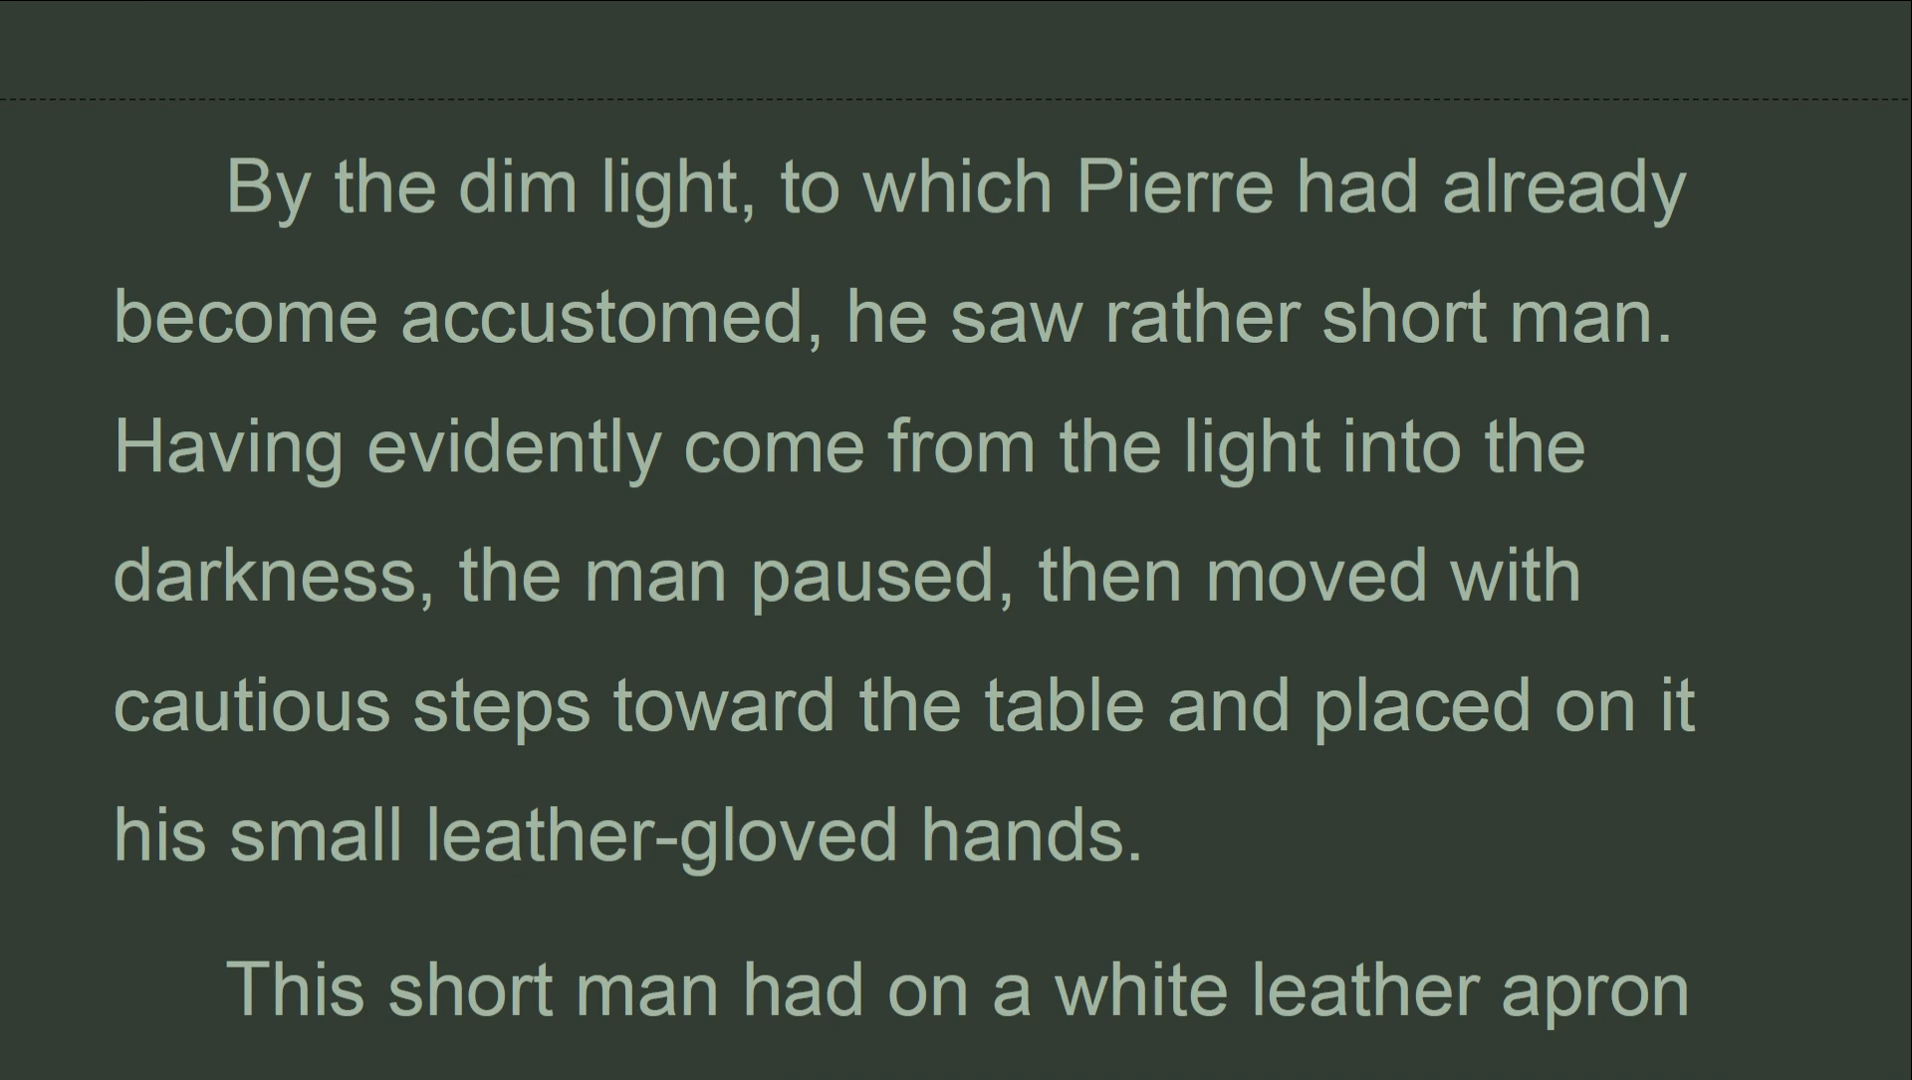 By the dim light, to which Pierre had already
become accustomed, he saw rather short man.
Having evidently come from the light into the
darkness, the man paused, then moved with
cautious steps toward the table and placed on it
his small leather-gloved hands.
This short man had on a white leather apron